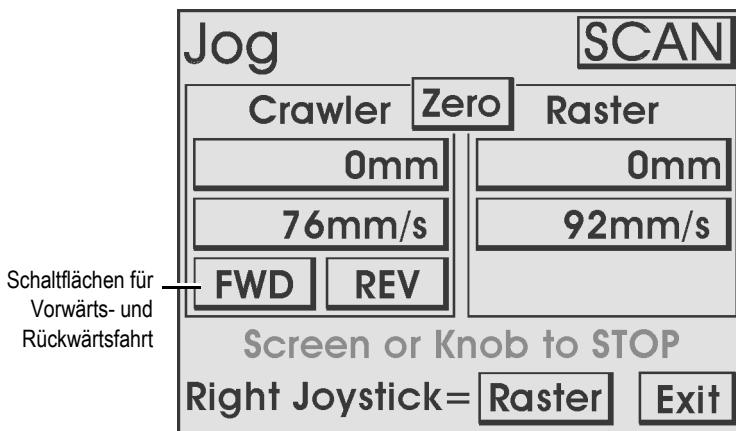 Jog
SCAN
Crawler
Zero
Raster
0mm
0mm
76mm/s
92mm/s
Schaltflächen für
Vorwärts- und
Rückwärtsfahrt
FWD
REV
Screen or Knob to STOP
Right Joystick= Raster
Exit